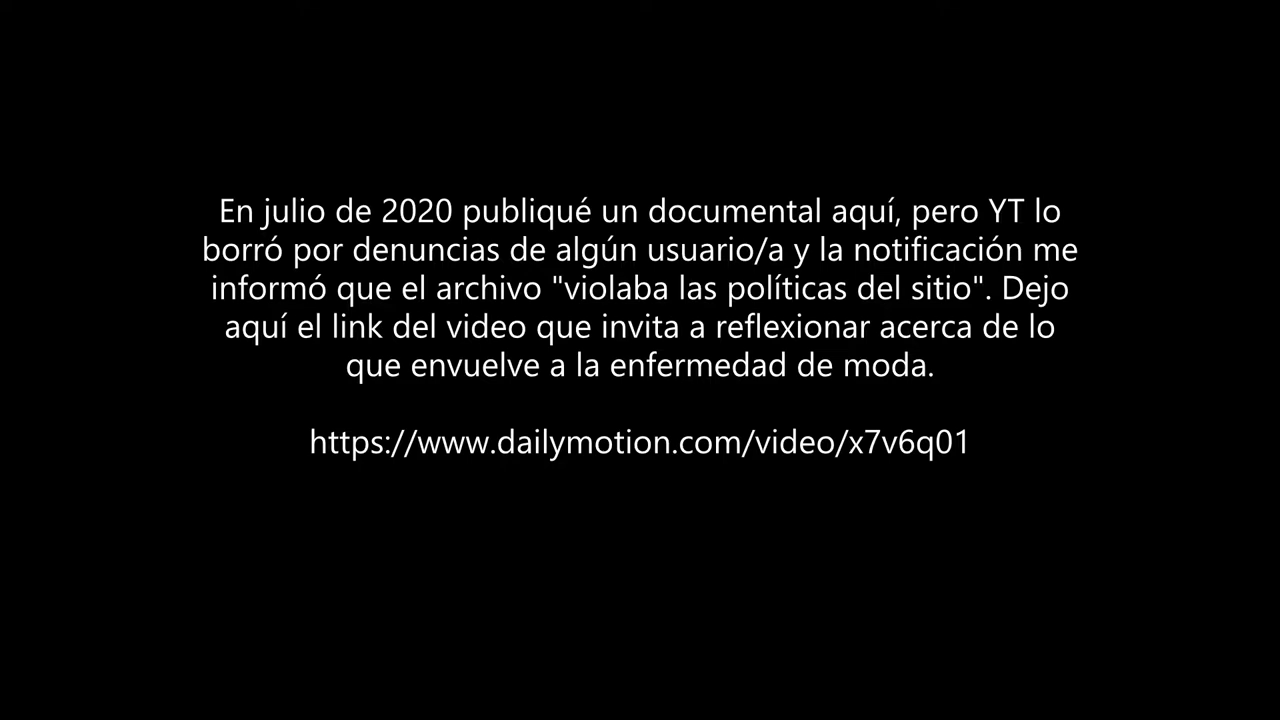 En julio de 2020 publiqué un documental aquí, pero YT lo
borró por denuncias de algún usuario/a y la notificación me
informó que el archivo "violaba las políticas del sitio". Dejo
aquí el link del video que invita a reflexionar acerca de lo
que envuelve a la enfermedad de moda.
https://www.dailymotion.com/video/x7v6q01